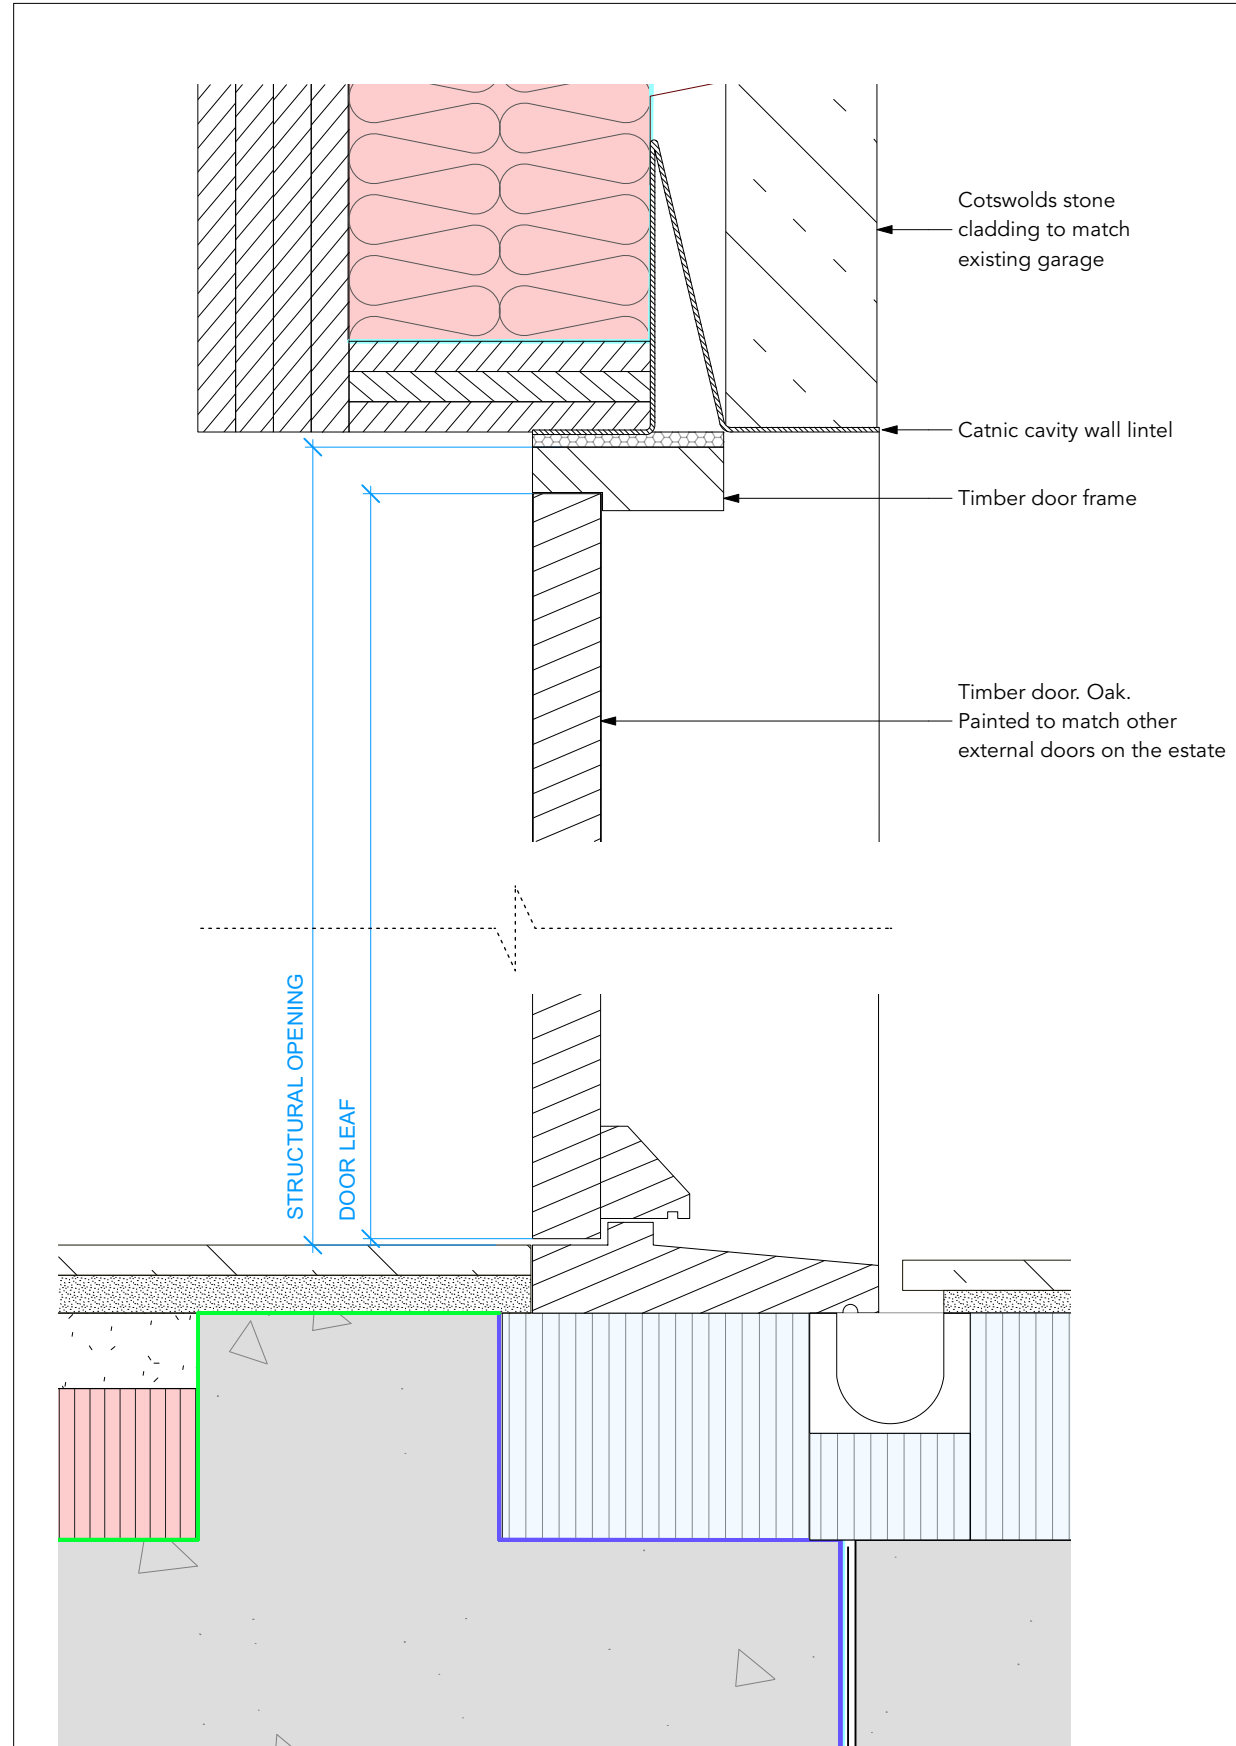 Cotswolds stone
cladding to match
existing garage
Catnic cavity wall lintel
Timber door frame
Timber door. Oak.
Painted to match other
external doors on the estate
STRUCTURAL OPENING
DOOR LEAF